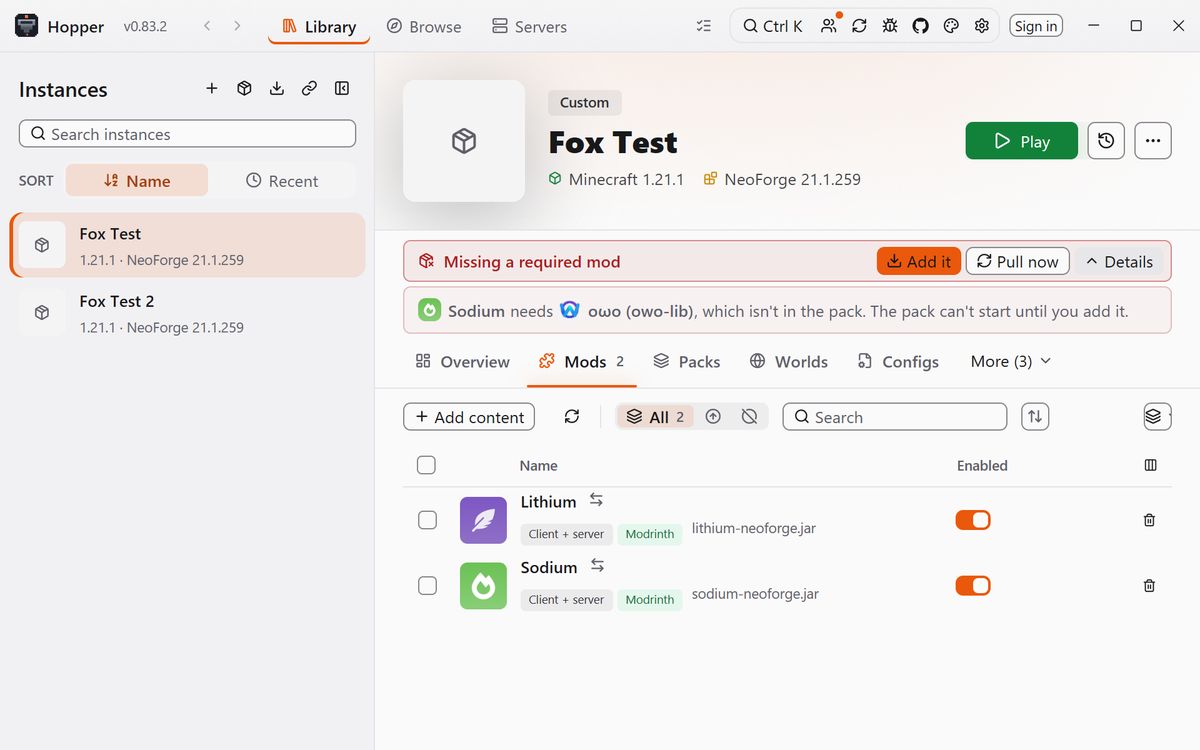 Hopper v0.83.2 Library Browse Servers Ctrl K Sign in
Instances
Search instances
SORT Name Recent
Fox Test
1.21.1 · NeoForge 21.1.259
Fox Test 2
1.21.1 · NeoForge 21.1.259
Custom
Fox Test
Minecraft 1.21.1 NeoForge 21.1.259
Play
Missing a required mod Add it Pull now Details
Sodium needs oωo (owo-lib), which isn't in the pack. The pack can't start until you add it.
Overview Mods 2 Packs Worlds Configs More (3)
Add content All 2 Search
Name Enabled
Lithium
Client + server Modrinth lithium-neoforge.jar
Sodium
Client + server Modrinth sodium-neoforge.jar